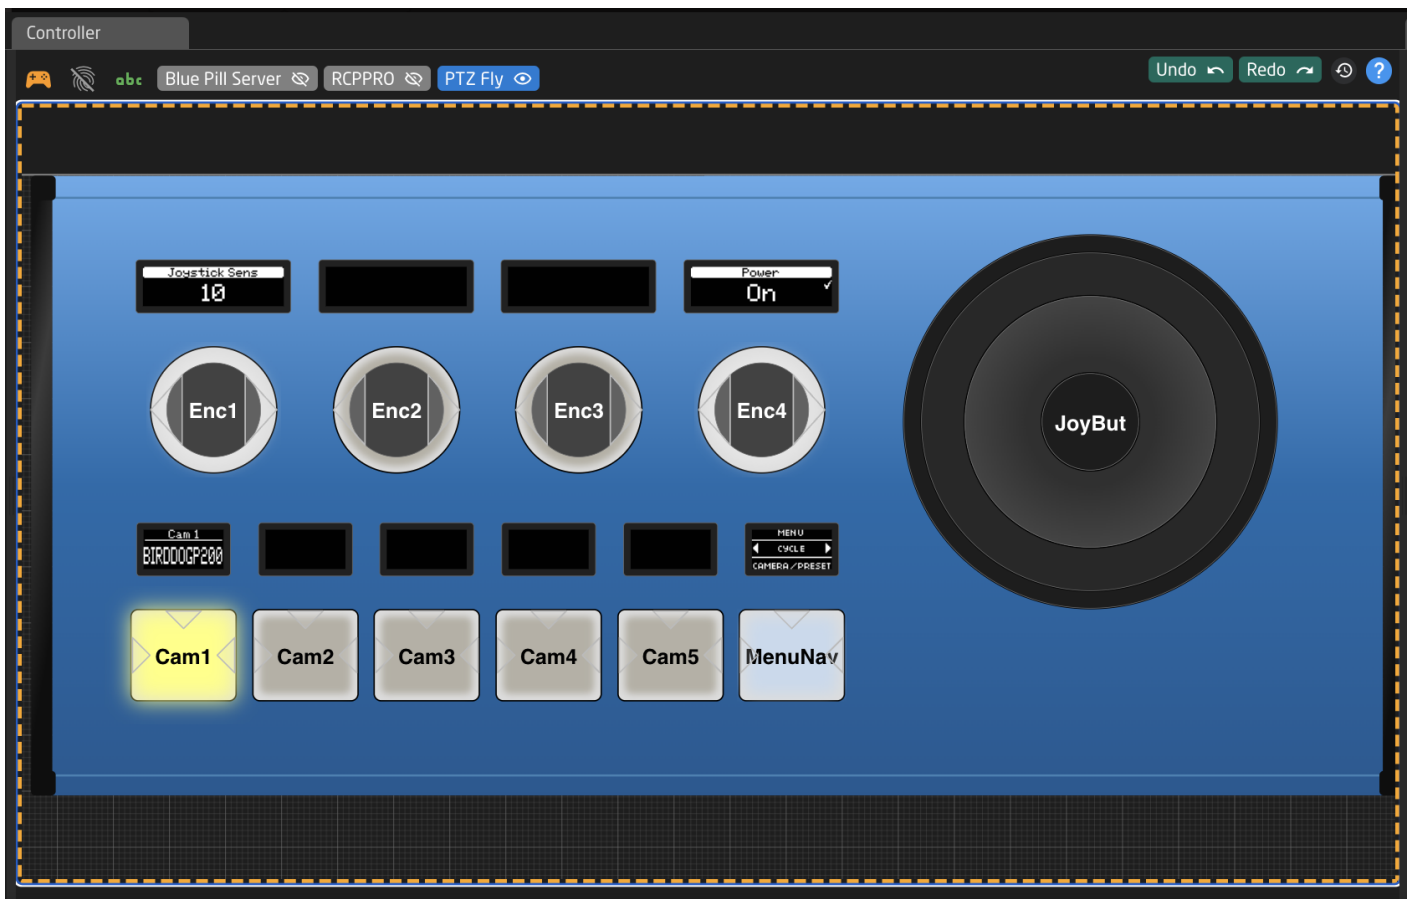 Controller
abc Blue Pill Server RCPPRO PTZ Fly Undo Redo ?
Joystick Sens
10
Power
On
Enc1 Enc2 Enc3 Enc4
JoyBut
Cam 1
BIRDDOGP200
MENU
CYCLE
CAMERA/PRESET
Cam1 Cam2 Cam3 Cam4 Cam5 MenuNav